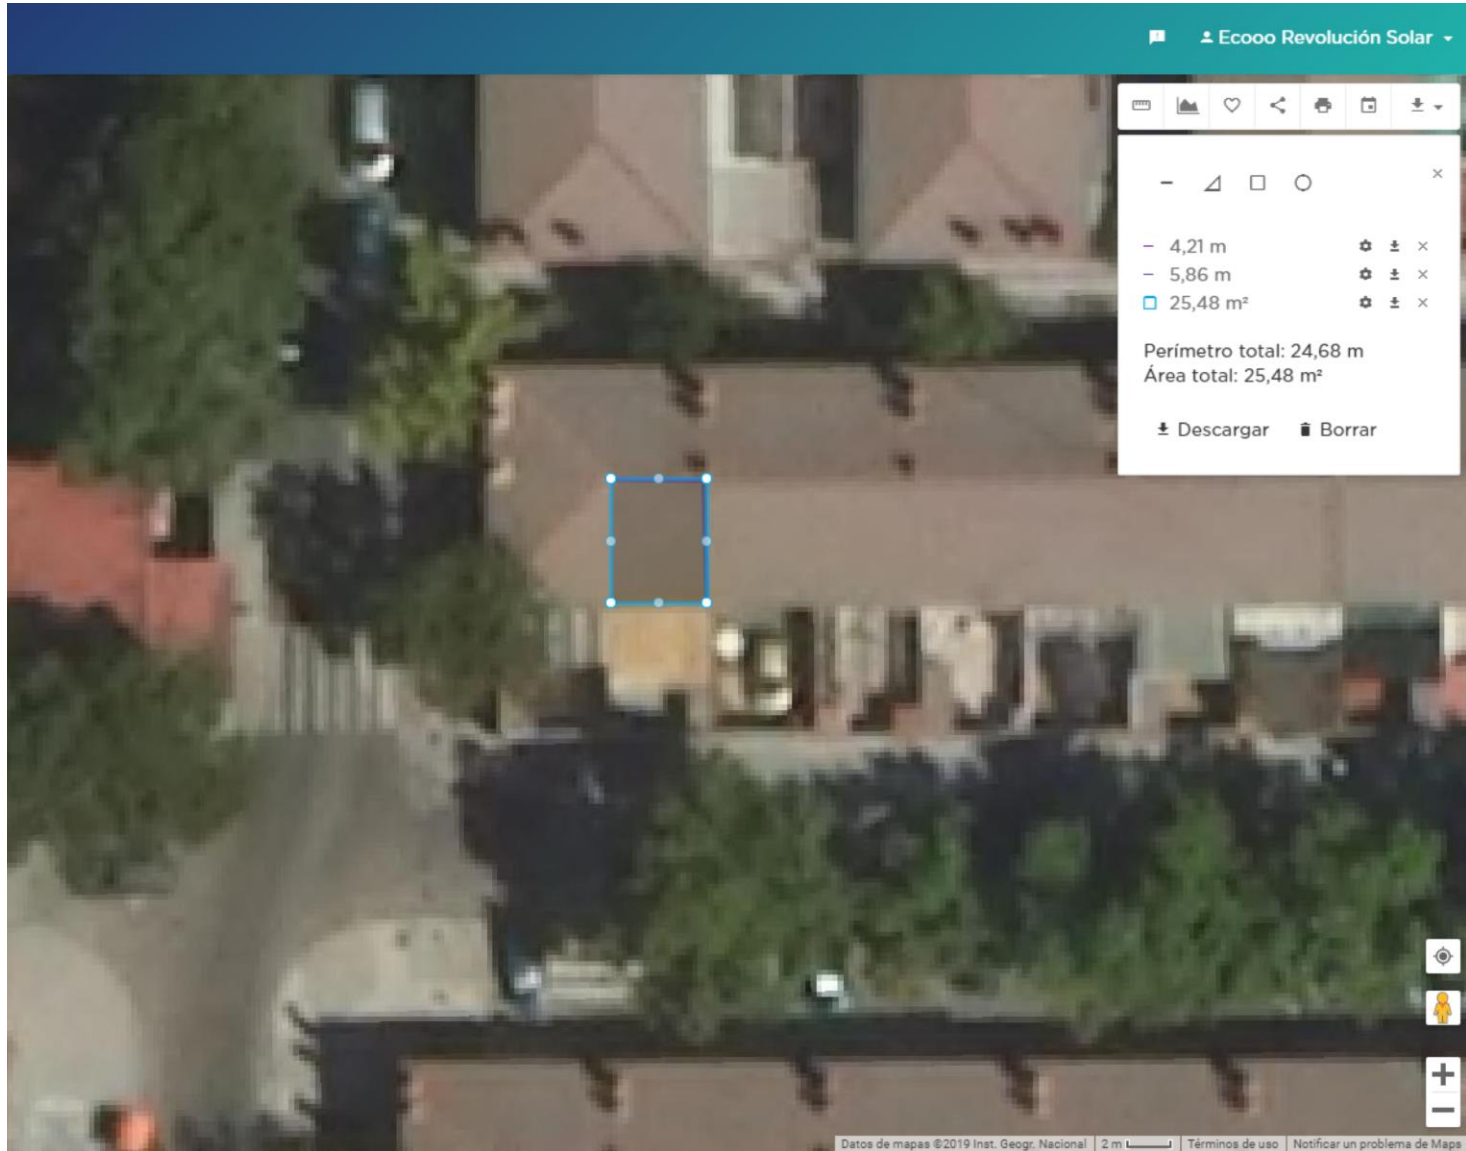 Ecooo Revolución Solar
4,21 m
5,86 m
25,48 m²
Perímetro total: 24,68 m
Área total: 25,48 m²
Descargar Borrar
Datos de mapas ©2019 Inst. Geogr. Nacional 2 m Términos de uso Notificar un problema de Maps